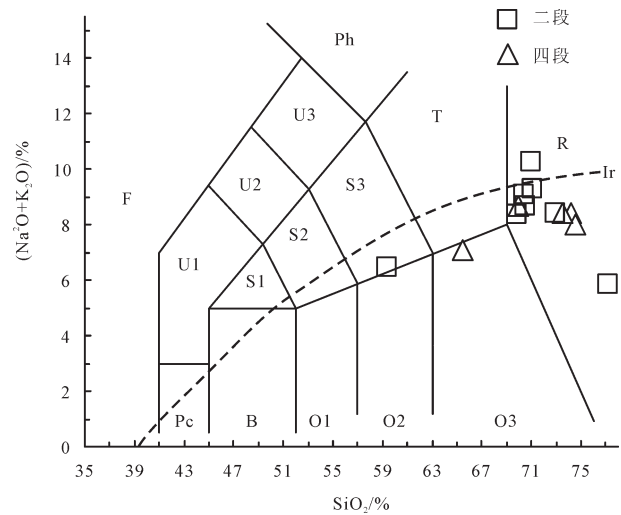 二段
四段
(Na₂O+K₂O)/%
14
12
10
8
6
4
2
0
35 39 43 47 51 55 59 63 67 71 75
SiO₂/%
Ph
U3
T
R
Ir
F
U2
S3
U1
S2
S1
Pc B O1 O2 O3